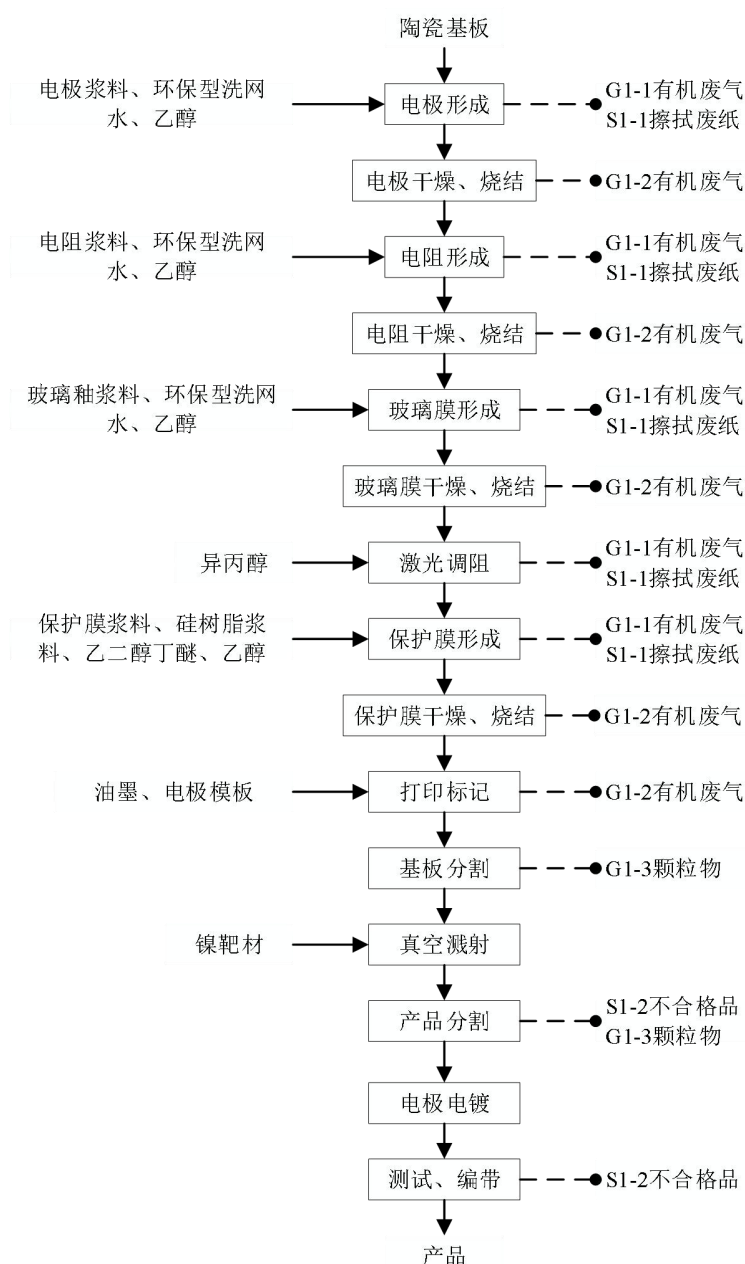 陶瓷基板
电极浆料、环保型洗网
水、乙醇
电极形成
G1-1有机废气
S1-1擦拭废纸
电极干燥、烧结
G1-2有机废气
电阻浆料、环保型洗网
水、乙醇
电阻形成
G1-1有机废气
S1-1擦拭废纸
电阻干燥、烧结
G1-2有机废气
玻璃釉浆料、环保型洗网
水、乙醇
玻璃膜形成
G1-1有机废气
S1-1擦拭废纸
玻璃膜干燥、烧结
G1-2有机废气
异丙醇
激光调阻
G1-1有机废气
S1-1擦拭废纸
保护膜浆料、硅树脂浆
料、乙二醇丁醚、乙醇
保护膜形成
G1-1有机废气
S1-1擦拭废纸
保护膜干燥、烧结
G1-2有机废气
油墨、电极模板
打印标记
G1-2有机废气
基板分割
G1-3颗粒物
镍靶材
真空溅射
产品分割
S1-2不合格品
G1-3颗粒物
电极电镀
测试、编带
S1-2不合格品
产品